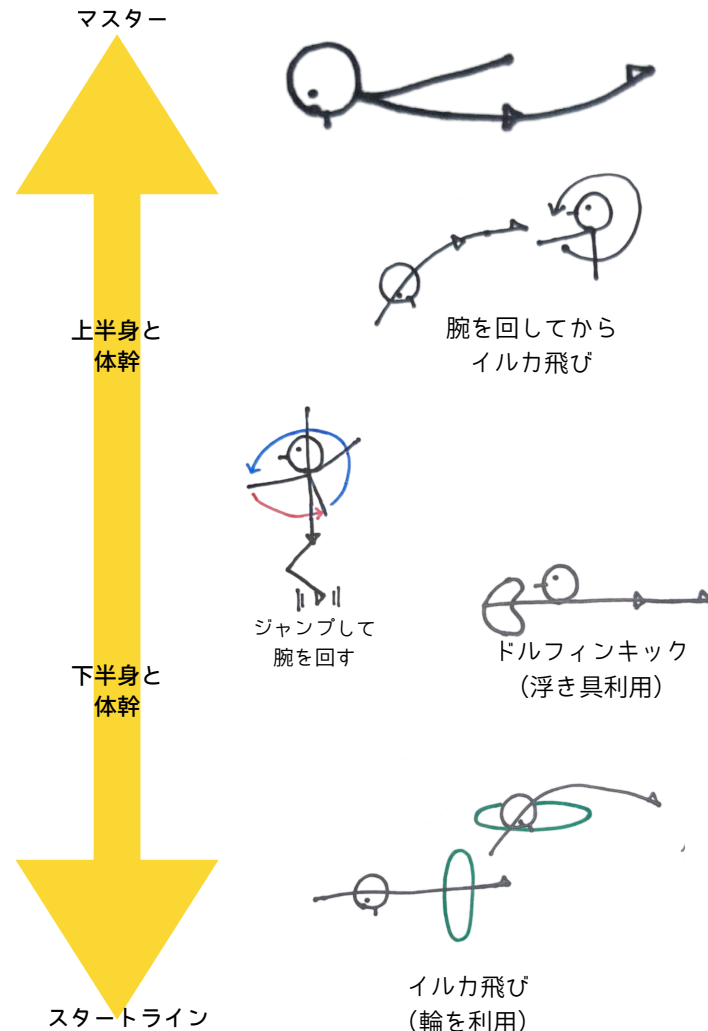 マスター
腕を回してから
イルカ飛び
上半身と
体幹
ジャンプして
腕を回す
ドルフィンキック
（浮き具利用）
下半身と
体幹
イルカ飛び
（輪を利用）
スタートライン